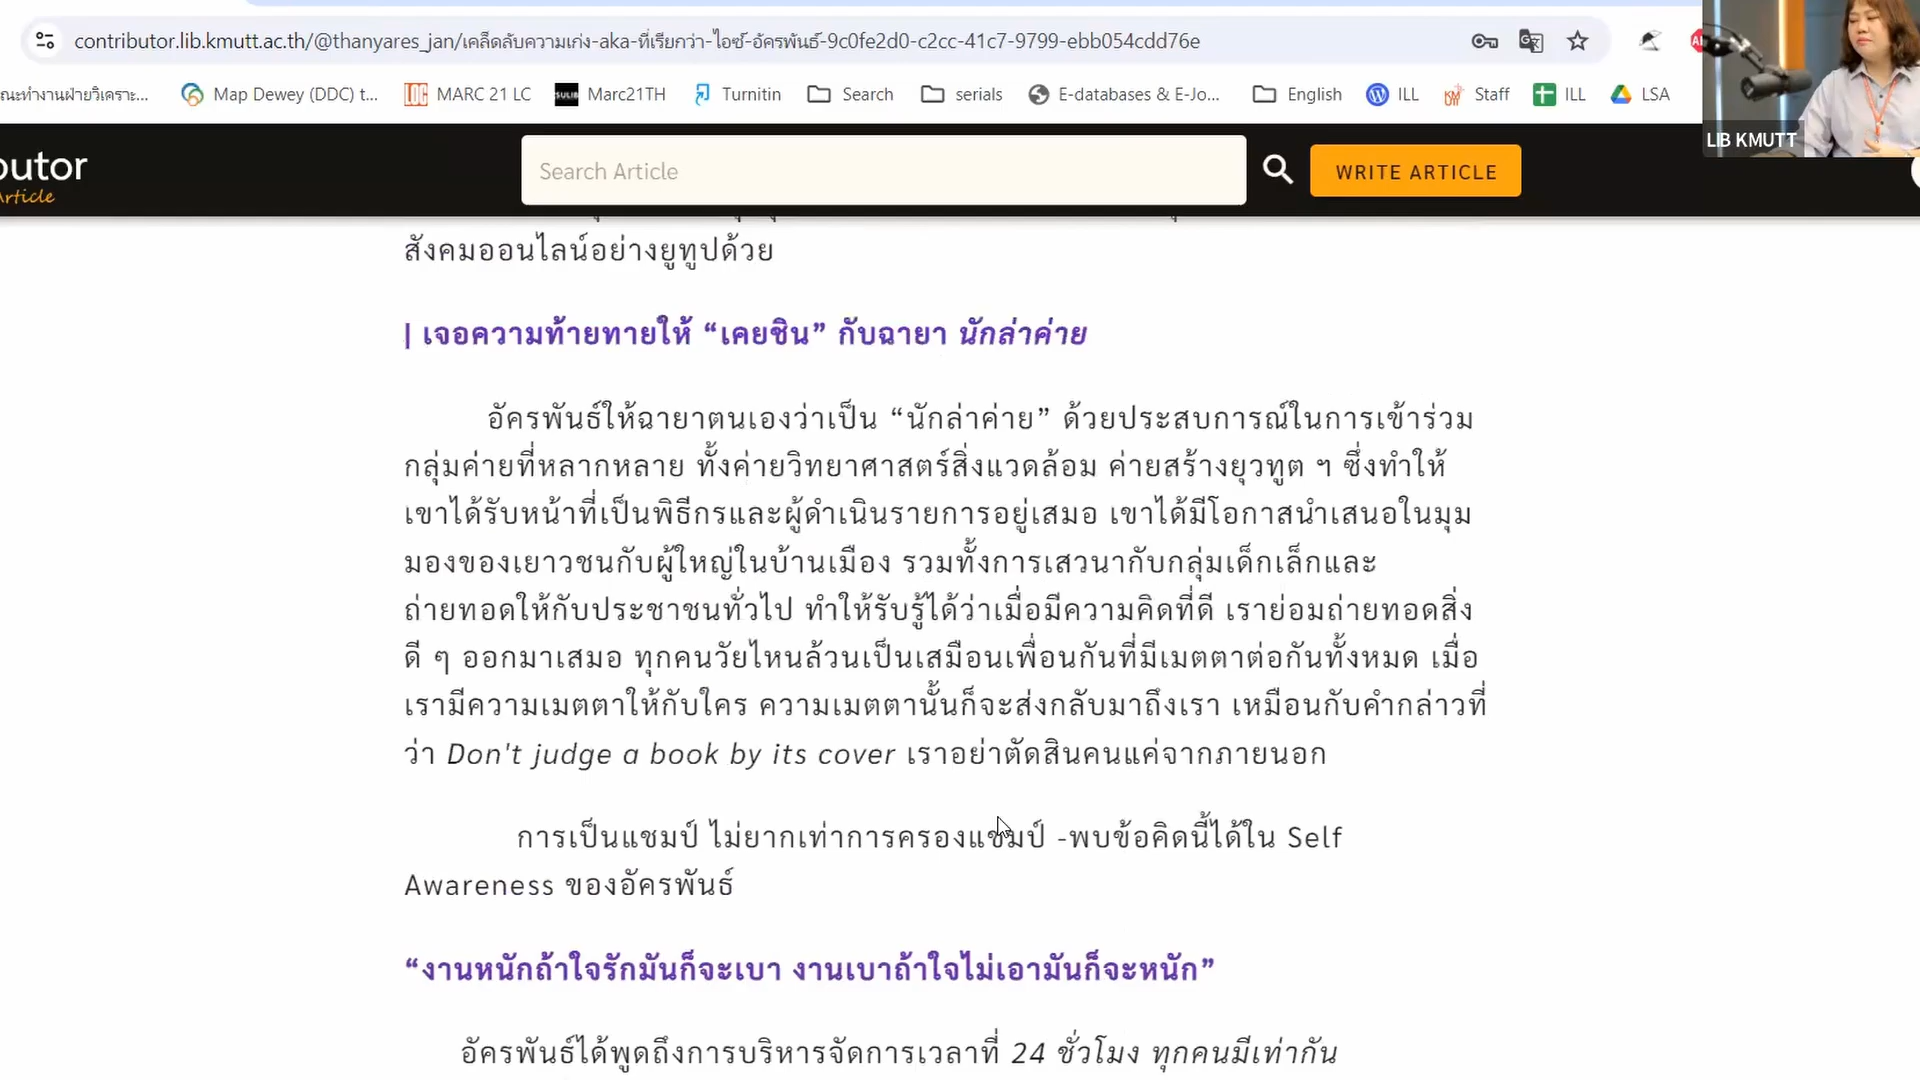 contributor.lib.kmutt.ac.th/@thanyares_jan/เคล็ดลับความเก่ง-aka-ที่เรียกว่า-ไอซ์-อัครพันธ์-9c0fe2d0-c2cc-41c7-9799-ebb054cdd76e
ณะทำงานฝ่ายวิเคราะ... Map Dewey (DDC) t... MARC 21 LC Marc21TH Turnitin Search serials E-databases & E-Jo... English ILL Staff ILL LSA
LIB KMUTT
butor
Article
Search Article
WRITE ARTICLE
สังคมออนไลน์อย่างยูทูปด้วย
| เจอความท้ายทายให้ “เคยชิน” กับฉายา นักล่าค่าย
อัครพันธ์ให้ฉายาตนเองว่าเป็น “นักล่าค่าย” ด้วยประสบการณ์ในการเข้าร่วม
กลุ่มค่ายที่หลากหลาย ทั้งค่ายวิทยาศาสตร์สิ่งแวดล้อม ค่ายสร้างยุวทูต ฯ ซึ่งทำให้
เขาได้รับหน้าที่เป็นพิธีกรและผู้ดำเนินรายการอยู่เสมอ เขาได้มีโอกาสนำเสนอในมุม
มองของเยาวชนกับผู้ใหญ่ในบ้านเมือง รวมทั้งการเสวนากับกลุ่มเด็กเล็กและ
ถ่ายทอดให้กับประชาชนทั่วไป ทำให้รับรู้ได้ว่าเมื่อมีความคิดที่ดี เราย่อมถ่ายทอดสิ่ง
ดี ๆ ออกมาเสมอ ทุกคนวัยไหนล้วนเป็นเสมือนเพื่อนกันที่มีเมตตาต่อกันทั้งหมด เมื่อ
เรามีความเมตตาให้กับใคร ความเมตตานั้นก็จะส่งกลับมาถึงเรา เหมือนกับคำกล่าวที่
ว่า Don't judge a book by its cover เราอย่าตัดสินคนแค่จากภายนอก
การเป็นแชมป์ ไม่ยากเท่าการครองแชมป์ -พบข้อคิดนี้ได้ใน Self
Awareness ของอัครพันธ์
“งานหนักถ้าใจรักมันก็จะเบา งานเบาถ้าใจไม่เอามันก็จะหนัก”
อัครพันธ์ได้พูดถึงการบริหารจัดการเวลาที่ 24 ชั่วโมง ทุกคนมีเท่ากัน